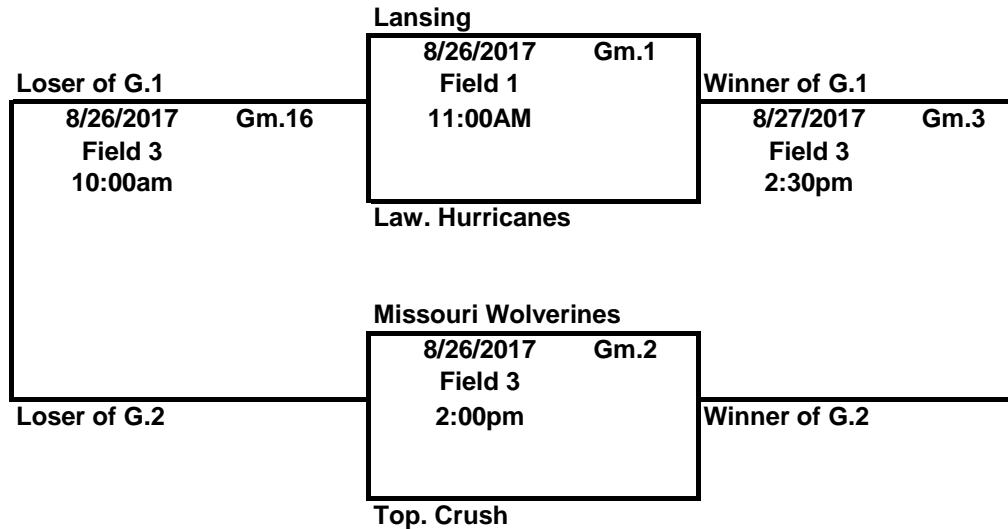 Lansing
8/26/2017 Gm.1
Loser of G.1 Field 1 Winner of G.1
8/26/2017 Gm.16 11:00AM 8/27/2017 Gm.3
Field 3 Field 3
10:00am 2:30pm
Law. Hurricanes
Missouri Wolverines
8/26/2017 Gm.2
Field 3
Loser of G.2 2:00pm Winner of G.2
Top. Crush